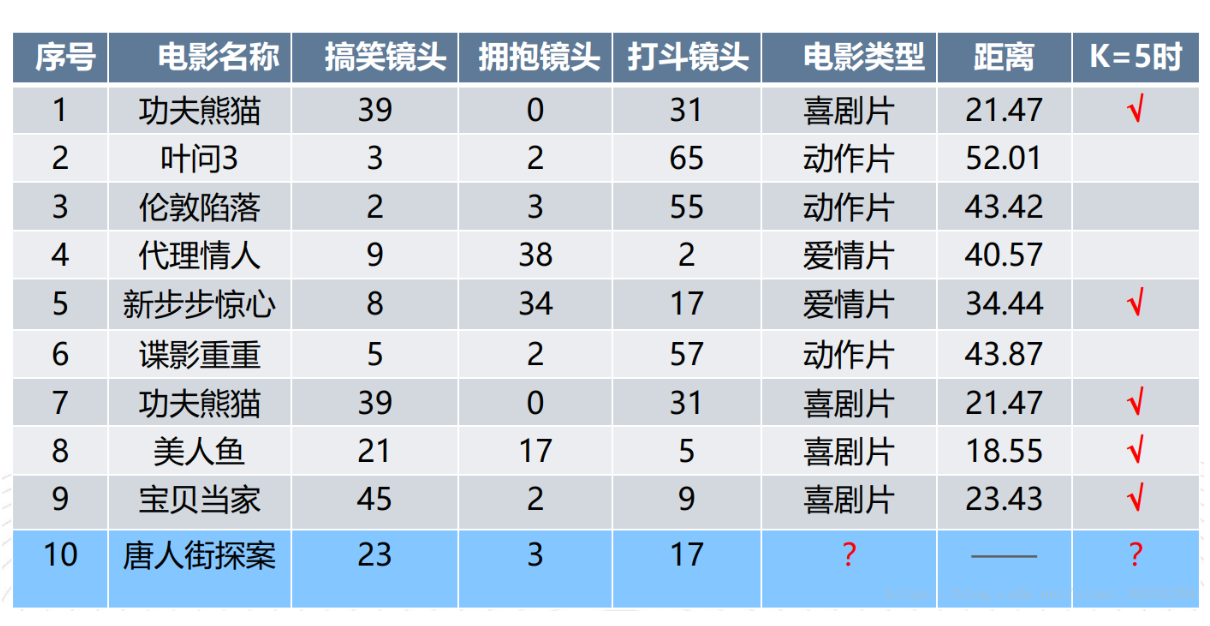 序号 电影名称 搞笑镜头 拥抱镜头 打斗镜头 电影类型 距离 K=5时
1 功夫熊猫 39 0 31 喜剧片 21.47 √
2 叶问3 3 2 65 动作片 52.01
3 伦敦陷落 2 3 55 动作片 43.42
4 代理情人 9 38 2 爱情片 40.57
5 新步步惊心 8 34 17 爱情片 34.44 √
6 谍影重重 5 2 57 动作片 43.87
7 功夫熊猫 39 0 31 喜剧片 21.47 √
8 美人鱼 21 17 5 喜剧片 18.55 √
9 宝贝当家 45 2 9 喜剧片 23.43 √
10 唐人街探案 23 3 17 ? —— ?